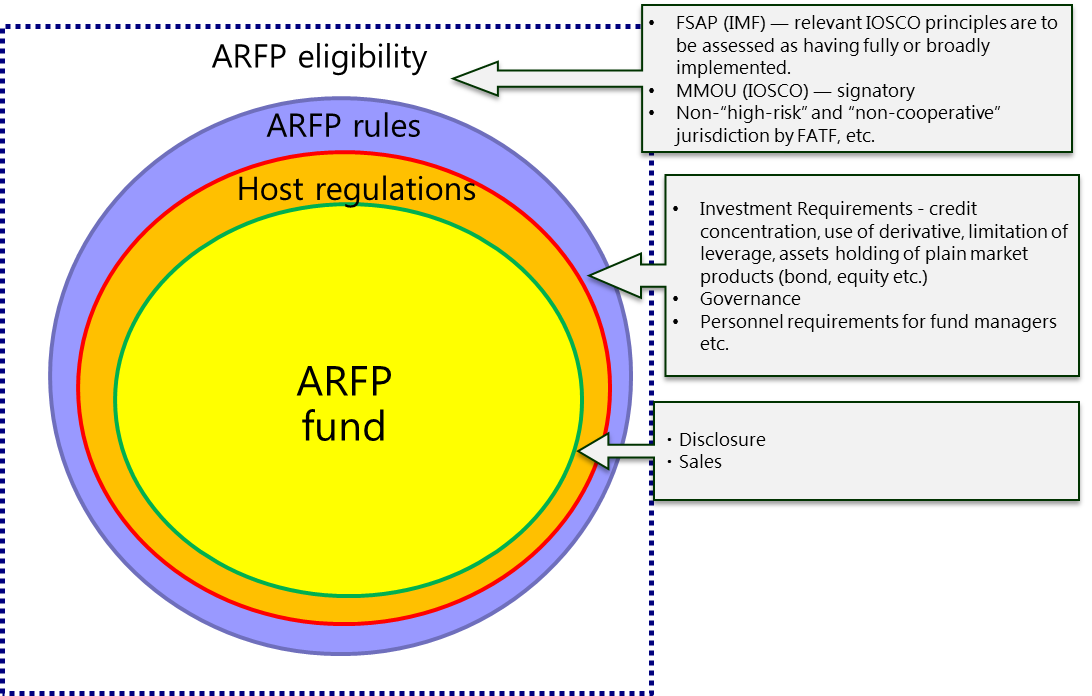 ARFP eligibility
ARFP rules
Host regulations
ARFP
fund
• FSAP (IMF) — relevant IOSCO principles are to
be assessed as having fully or broadly
implemented.
• MMOU (IOSCO) — signatory
• Non-“high-risk” and “non-cooperative”
jurisdiction by FATF, etc.
• Investment Requirements - credit
concentration, use of derivative, limitation of
leverage, assets holding of plain market
products (bond, equity etc.)
• Governance
• Personnel requirements for fund managers
etc.
・Disclosure
・Sales